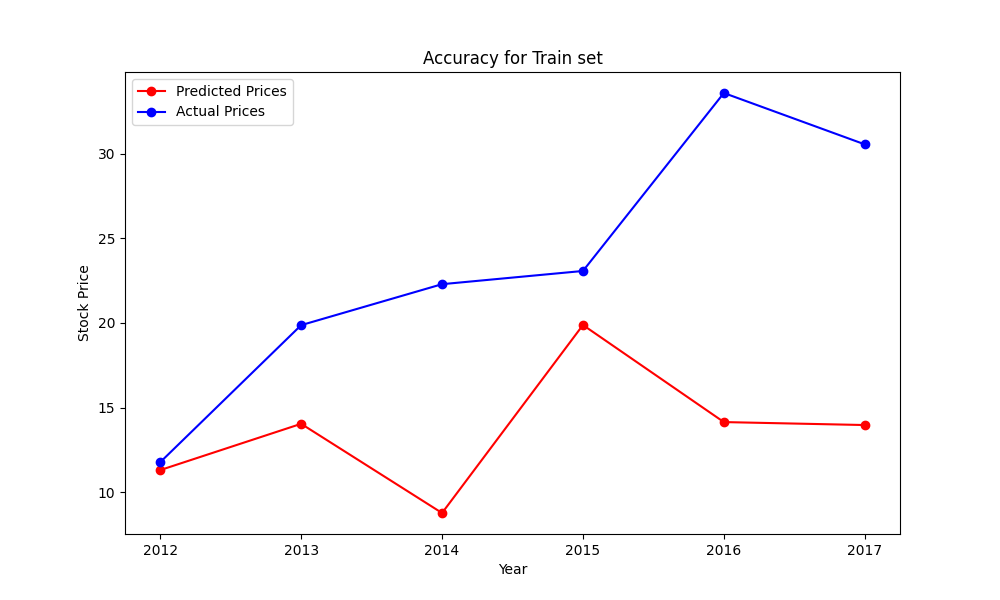 Accuracy for Train set
Predicted Prices
Actual Prices
30
25
20
15
10
Stock Price
2012 2013 2014 2015 2016 2017
Year